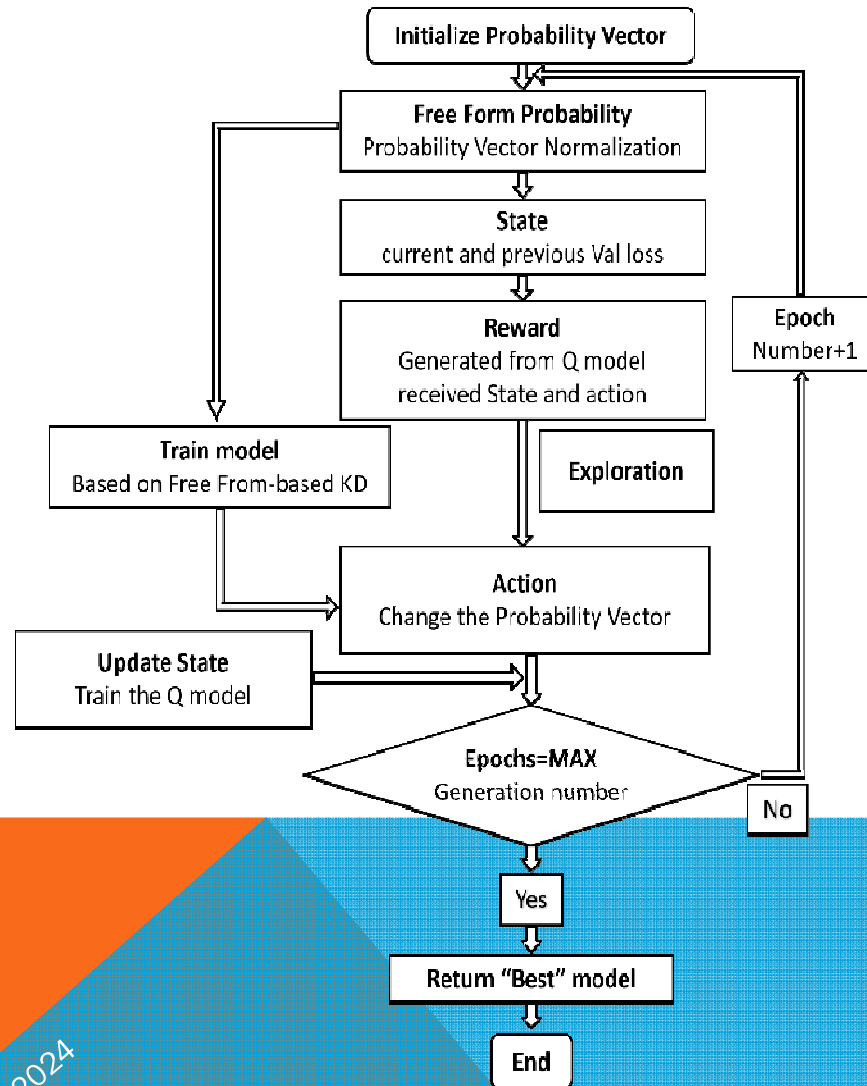 Initialize Probability Vector
Free Form Probability
Probability Vector Normalization
State
current and previous Val loss
Reward
Generated from Q model
received State and action
Epoch
Number+1
Train model
Based on Free From-based KD
Exploration
Action
Change the Probability Vector
Update State
Train the Q model
Epochs=MAX
Generation number
No
Yes
Return “Best” model
End
2024